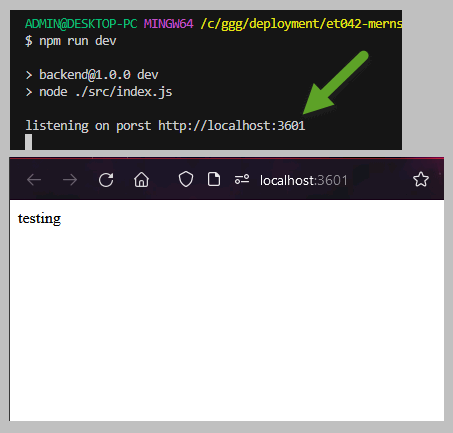 ADMIN@DESKTOP-PC MINGW64 /c/ggg/deployment/et042-merns
$ npm run dev
> backend@1.0.0 dev
> node ./src/index.js
listening on porst http://localhost:3601
localhost:3601
testing